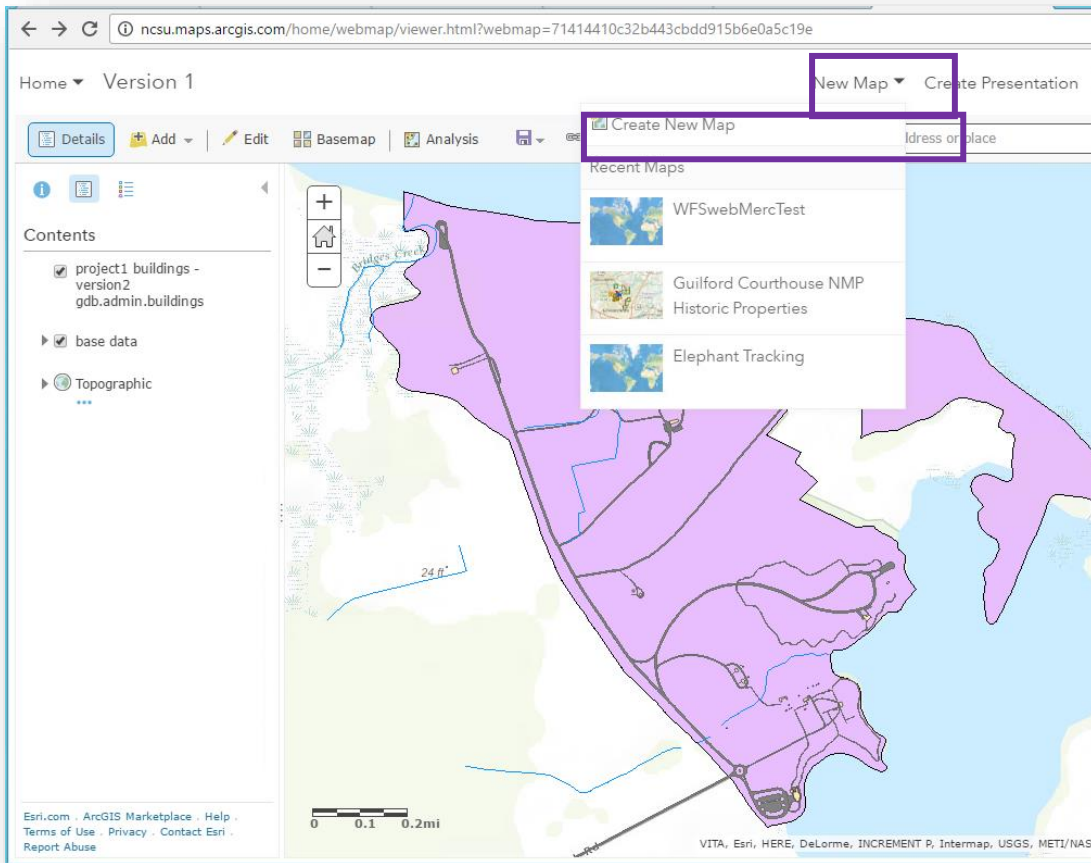 ncsu.maps.arcgis.com/home/webmap/viewer.html?webmap=71414410c32b443cbdd915b6e0a5c19e
Home Version 1 New Map Create Presentation
Details Add Edit Basemap Analysis ddress or place
Create New Map
Recent Maps
WFSwebMercTest
Guilford Courthouse NMP
Historic Properties
Elephant Tracking
Contents
project1 buildings -
version2
gdb.admin.buildings
base data
Topographic
Bridges Creek
24 ft
Rd
0 0.1 0.2mi
Esri.com . ArcGIS Marketplace . Help .
Terms of Use . Privacy . Contact Esri .
Report Abuse
VITA, Esri, HERE, DeLorme, INCREMENT P, Intermap, USGS, METI/NAS